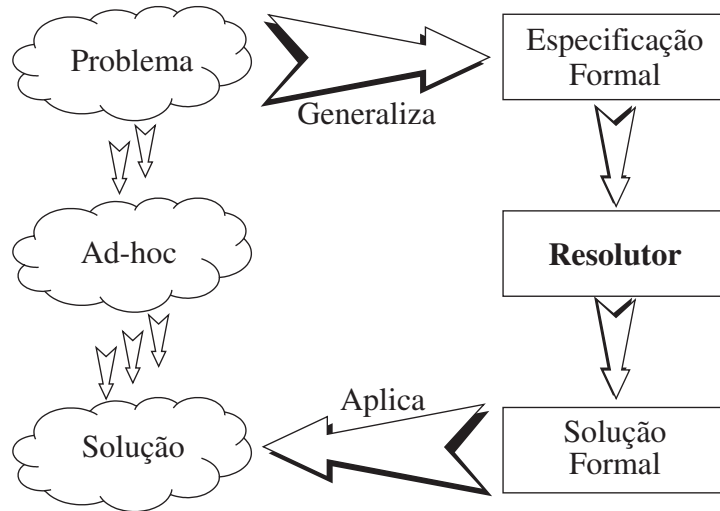 Problema
Generaliza
Especificação
Formal
Ad-hoc
Resolutor
Solução
Aplica
Solução
Formal